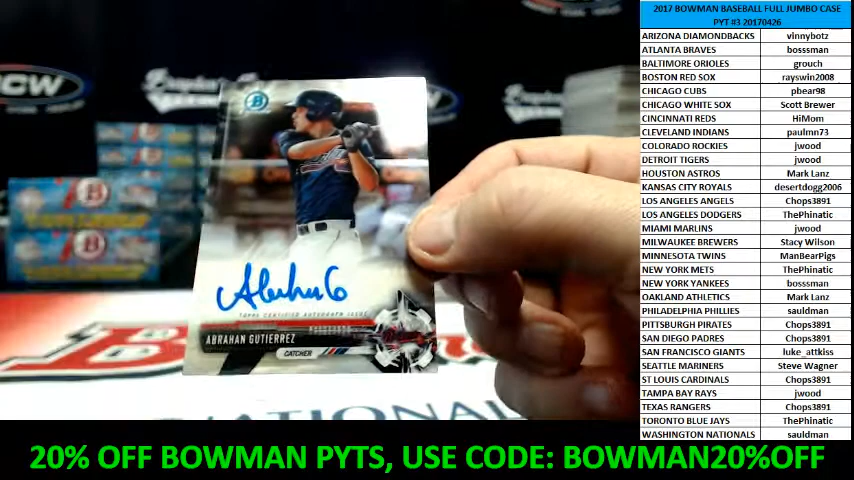 2017 BOWMAN BASEBALL FULL JUMBO CASE
PYT #3 20170426
ARIZONA DIAMONDBACKS vinnybotz
ATLANTA BRAVES bosssman
BALTIMORE ORIOLES grouch
BOSTON RED SOX rayswin2008
CHICAGO CUBS pbear98
CHICAGO WHITE SOX Scott Brewer
CINCINNATI REDS HiMom
CLEVELAND INDIANS paulmn73
COLORADO ROCKIES jwood
DETROIT TIGERS jwood
HOUSTON ASTROS Mark Lanz
KANSAS CITY ROYALS desertdogg2006
LOS ANGELES ANGELS Chops3891
LOS ANGELES DODGERS ThePhinatic
MIAMI MARLINS jwood
MILWAUKEE BREWERS Stacy Wilson
MINNESOTA TWINS ManBearPigs
NEW YORK METS ThePhinatic
NEW YORK YANKEES bosssman
OAKLAND ATHLETICS Mark Lanz
PHILADELPHIA PHILLIES sauldman
PITTSBURGH PIRATES Chops3891
SAN DIEGO PADRES Chops3891
SAN FRANCISCO GIANTS luke_attkiss
SEATTLE MARINERS Steve Wagner
ST LOUIS CARDINALS Chops3891
TAMPA BAY RAYS jwood
TEXAS RANGERS Chops3891
TORONTO BLUE JAYS ThePhinatic
WASHINGTON NATIONALS sauldman
TOPPS CERTIFIED AUTOGRAPH ISSUE
ABRAHAN GUTIERREZ
CATCHER
NATIONAL
20% OFF BOWMAN PYTS, USE CODE: BOWMAN20%OFF